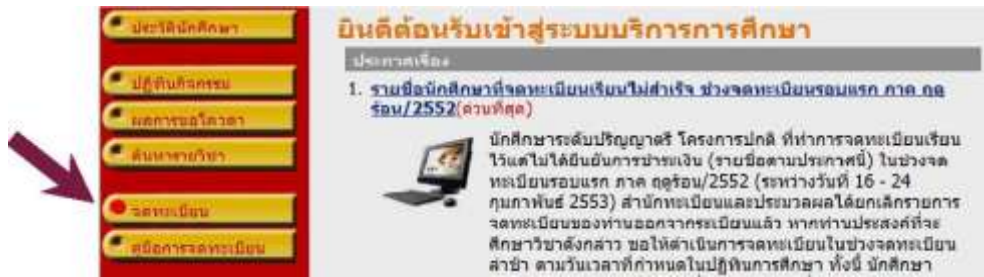 ประวัตินักศึกษา
ปฏิทินกิจกรรม
ผลการขอโควตา
ค้นหารายวิชา
จดทะเบียน
คู่มือการจดทะเบียน
ยินดีต้อนรับเข้าสู่ระบบบริการการศึกษา
ประกาศเรื่อง
1. รายชื่อนักศึกษาที่จดทะเบียนเรียนไม่สำเร็จ ช่วงจดทะเบียนรอบแรก ภาค ฤดู
ร้อน/2552(ด่วนที่สุด)
นักศึกษาระดับปริญญาตรี โครงการปกติ ที่ทำการจดทะเบียนเรียน
ไว้แต่ไม่ได้ยืนยันการชำระเงิน (รายชื่อตามประกาศนี้) ในช่วงจด
ทะเบียนรอบแรก ภาค ฤดูร้อน/2552 (ระหว่างวันที่ 16 - 24
กุมภาพันธ์ 2553) สำนักทะเบียนและประมวลผลได้ยกเลิกรายการ
จดทะเบียนของท่านออกจากระเบียนแล้ว หากท่านประสงค์ที่จะ
ศึกษาวิชาดังกล่าว ขอให้ดำเนินการจดทะเบียนในช่วงจดทะเบียน
ล่าช้า ตามวันเวลาที่กำหนดในปฏิทินการศึกษา ทั้งนี้ นักศึกษา